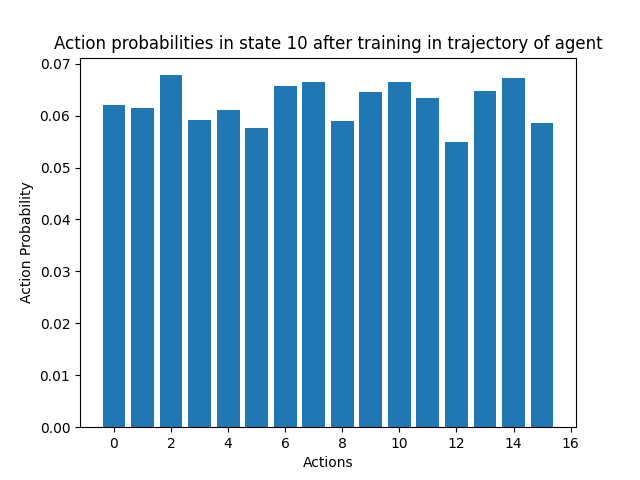 Action probabilities in state 10 after training in trajectory of agent
0.07
0.06
0.05
0.04
0.03
0.02
0.01
0.00
Action Probability
0 2 4 6 8 10 12 14 16
Actions